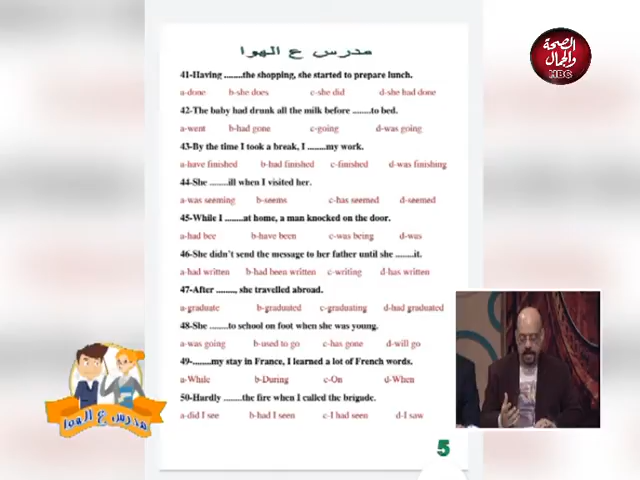 مدرس ع الهوا
الصحة
والجمال
HBC
41-Having ........the shopping, she started to prepare lunch.
a-done b-she does c-she did d-she had done
42-The baby had drunk all the milk before ........to bed.
a-went b-had gone c-going d-was going
43-By the time I took a break, I ........my work.
a-have finished b-had finished c-finished d-was finishing
44-She ........ill when I visited her.
a-was seeming b-seems c-has seemed d-seemed
45-While I ........at home, a man knocked on the door.
a-had bee b-have been c-was being d-was
46-She didn't send the message to her father until she ........it.
a-had written b-had been written c-writing d-has written
47-After ........, she travelled abroad.
a-graduate b-graduated c-graduating d-had graduated
48-She ........to school on foot when she was young.
a-was going b-used to go c-has gone d-will go
49-........my stay in France, I learned a lot of French words.
a-While b-During c-On d-When
50-Hardly ........the fire when I called the brigade.
a-did I see b-had I seen c-I had seen d-I saw
مدرس ع الهوا
5